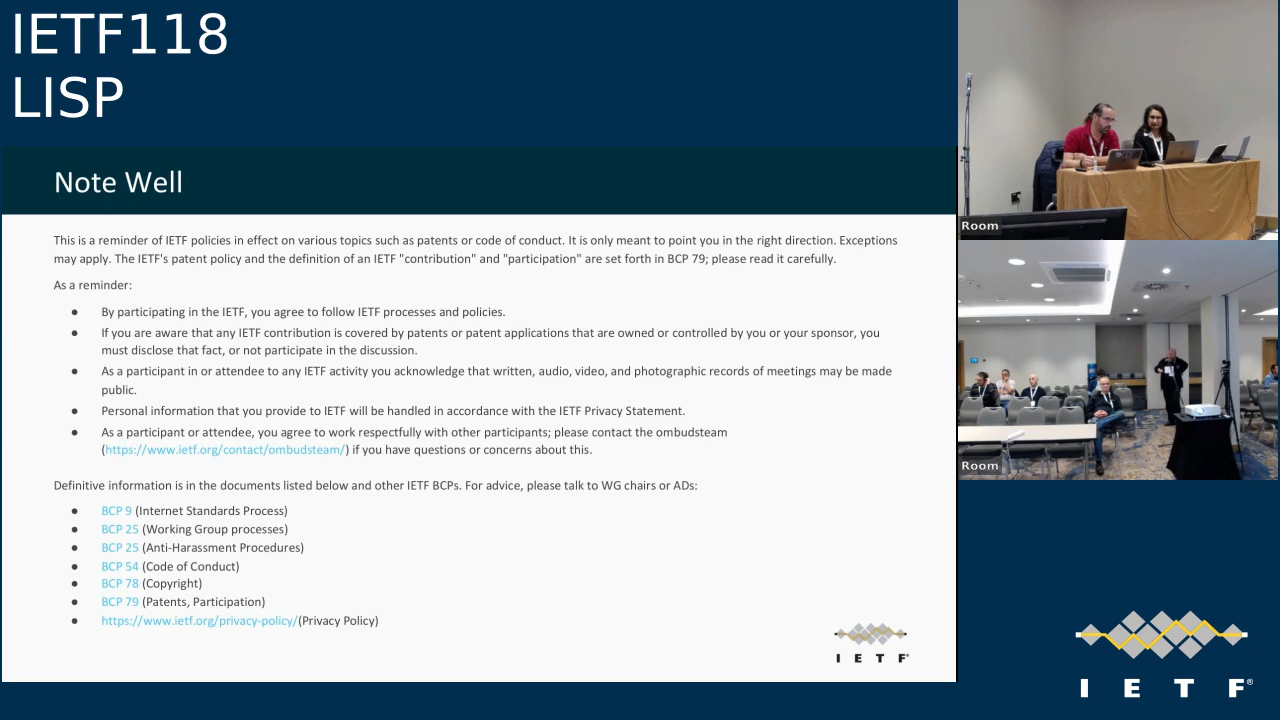 IETF118
LISP
Note Well
This is a reminder of IETF policies in effect on various topics such as patents or code of conduct. It is only meant to point you in the right direction. Exceptions
may apply. The IETF's patent policy and the definition of an IETF "contribution" and "participation" are set forth in BCP 79; please read it carefully.
As a reminder:
● By participating in the IETF, you agree to follow IETF processes and policies.
● If you are aware that any IETF contribution is covered by patents or patent applications that are owned or controlled by you or your sponsor, you
must disclose that fact, or not participate in the discussion.
● As a participant in or attendee to any IETF activity you acknowledge that written, audio, video, and photographic records of meetings may be made
public.
● Personal information that you provide to IETF will be handled in accordance with the IETF Privacy Statement.
● As a participant or attendee, you agree to work respectfully with other participants; please contact the ombudsteam
(https://www.ietf.org/contact/ombudsteam/) if you have questions or concerns about this.
Definitive information is in the documents listed below and other IETF BCPs. For advice, please talk to WG chairs or ADs:
● BCP 9 (Internet Standards Process)
● BCP 25 (Working Group processes)
● BCP 25 (Anti-Harassment Procedures)
● BCP 54 (Code of Conduct)
● BCP 78 (Copyright)
● BCP 79 (Patents, Participation)
● https://www.ietf.org/privacy-policy/(Privacy Policy)
I E T F®
Room
Room
I E T F®